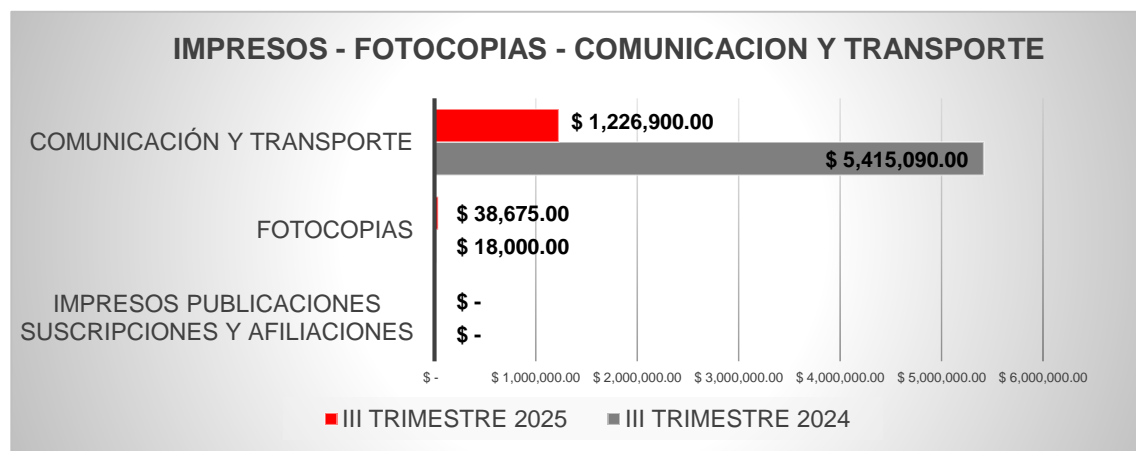 IMPRESOS - FOTOCOPIAS - COMUNICACION Y TRANSPORTE
COMUNICACIÓN Y TRANSPORTE
$ 1,226,900.00
$ 5,415,090.00
FOTOCOPIAS
$ 38,675.00
$ 18,000.00
IMPRESOS PUBLICACIONES
SUSCRIPCIONES Y AFILIACIONES
$ -
$ -
$ - $ 1,000,000.00 $ 2,000,000.00 $ 3,000,000.00 $ 4,000,000.00 $ 5,000,000.00 $ 6,000,000.00
III TRIMESTRE 2025 III TRIMESTRE 2024